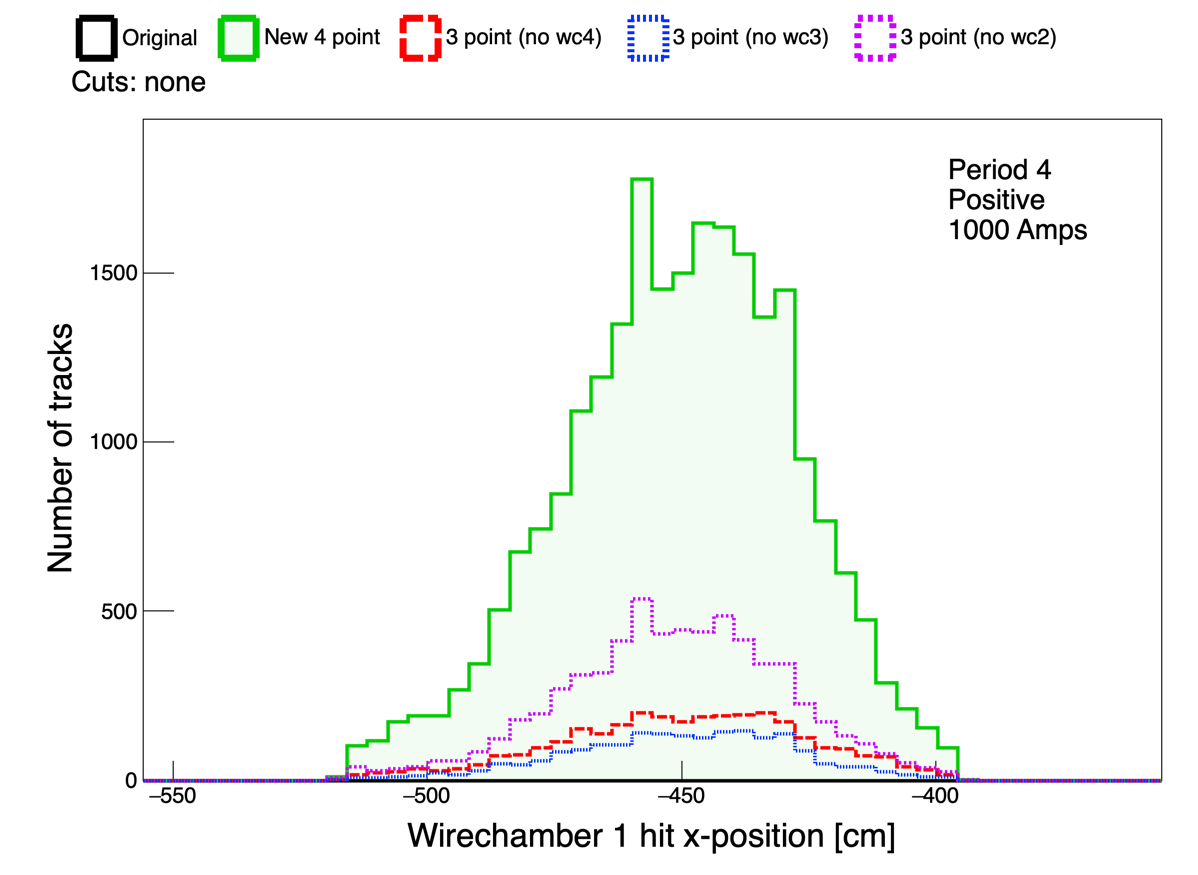 Original New 4 point 3 point (no wc4) 3 point (no wc3) 3 point (no wc2)
Cuts: none
Period 4
Positive
1000 Amps
1500
1000
500
0
Number of tracks
−550 −500 −450 −400
Wirechamber 1 hit x-position [cm]